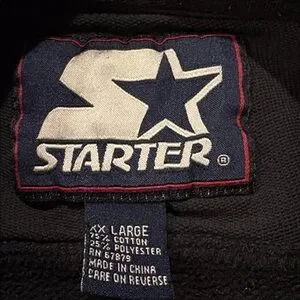 STARTER ®
XX LARGE
75% COTTON
25% POLYESTER
RN 67879
MADE IN CHINA
CARE ON REVERSE